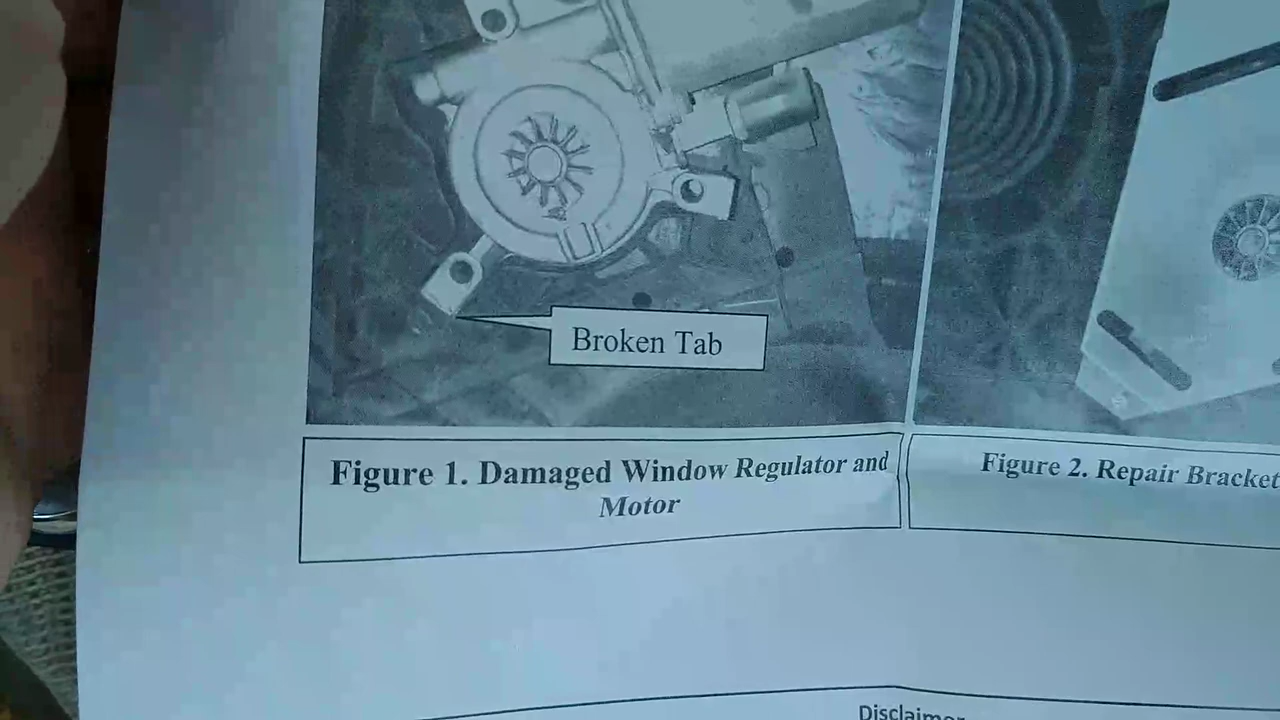 Broken Tab
Figure 1. Damaged Window Regulator and
Motor
Figure 2. Repair Bracket
Disclaimer